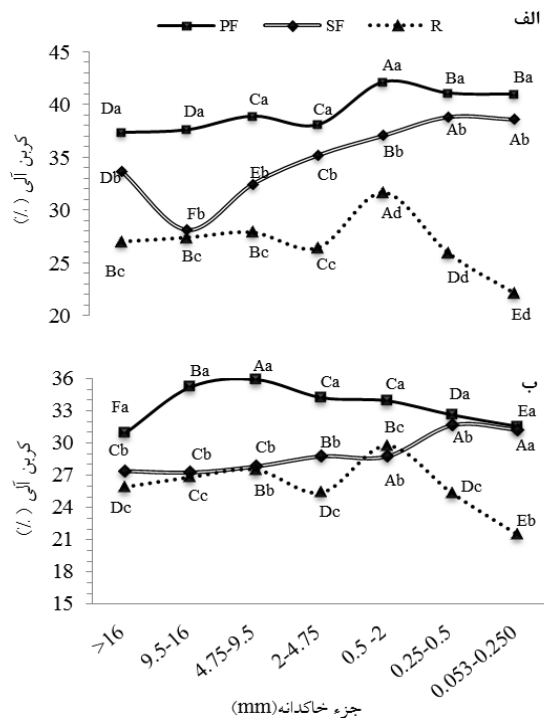 PF SF R
الف
کربن آلی (٪)
45
40
35
30
25
20
Da Da Ca Ca Aa Ba Ba
Db Fb Eb Cb Bb Ab Ab
Bc Bc Bc Cc Ad Dd Ed
ب
کربن آلی (٪)
36
33
30
27
24
21
18
15
Fa Ba Aa Ca Ca Da Ea
Cb Cb Cb Bb Bc Ab Aa
Dc Cc Bb Dc Ab Dc Eb
>16
9.5-16
4.75-9.5
2-4.75
0.5-2
0.25-0.5
0.053-0.250
جزء خاکدانه(mm)